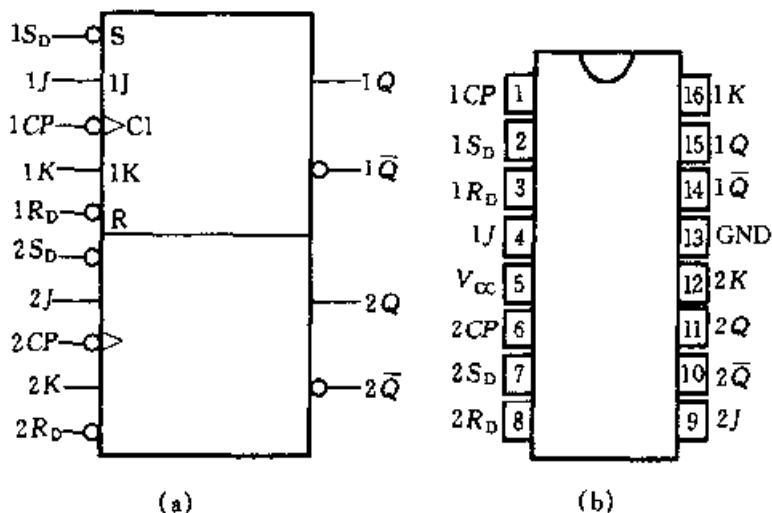 1S_D S
1J 1J 1Q
1CP C1
1K 1K 1Q̅
1R_D R
2S_D
2J 2Q
2CP
2K 2Q̅
2R_D
(a)
1CP 1 16 1K
1S_D 2 15 1Q
1R_D 3 14 1Q̅
1J 4 13 GND
V_CC 5 12 2K
2CP 6 11 2Q
2S_D 7 10 2Q̅
2R_D 8 9 2J
(b)